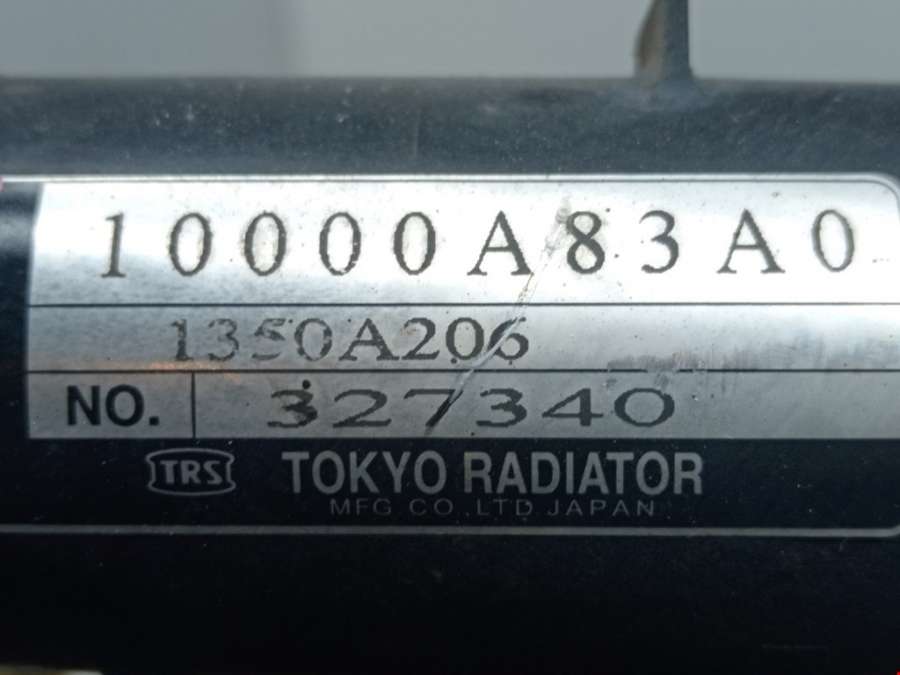 10000A83A0
1350A206
NO. 327340
TRS TOKYO RADIATOR
MFG CO.,LTD JAPAN